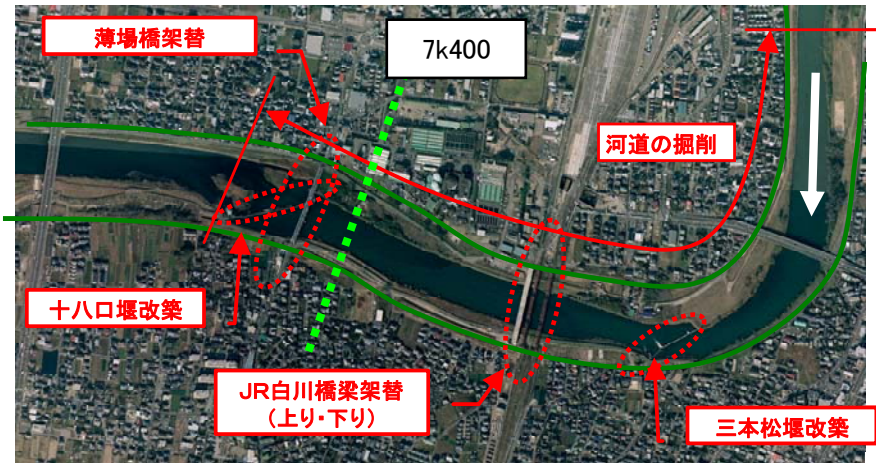 薄場橋架替
7k400
河道の掘削
十八口堰改築
JR白川橋梁架替
(上り・下り)
三本松堰改築